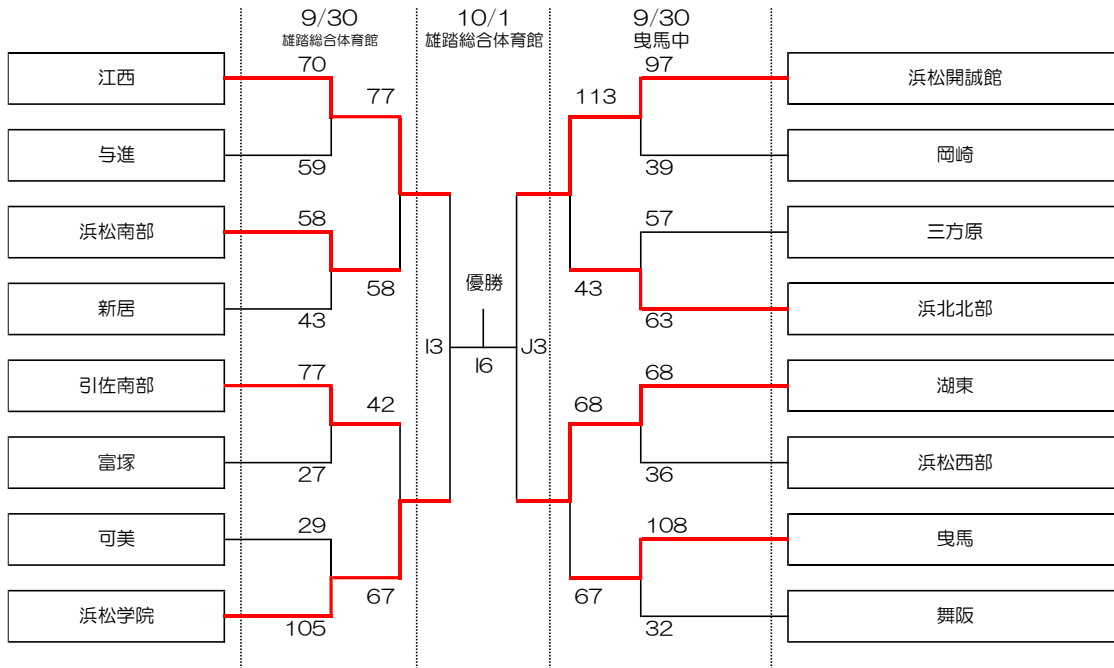 9/30
雄踏総合体育館
10/1
雄踏総合体育館
9/30
曳馬中
江西
70
77
与進
59
浜松南部
58
58
新居
43
引佐南部
77
42
富塚
27
可美
29
67
浜松学院
105
I3
優勝
I6
J3
97
浜松開誠館
113
39
岡崎
57
三方原
43
63
浜北北部
68
湖東
68
36
浜松西部
108
曳馬
67
32
舞阪